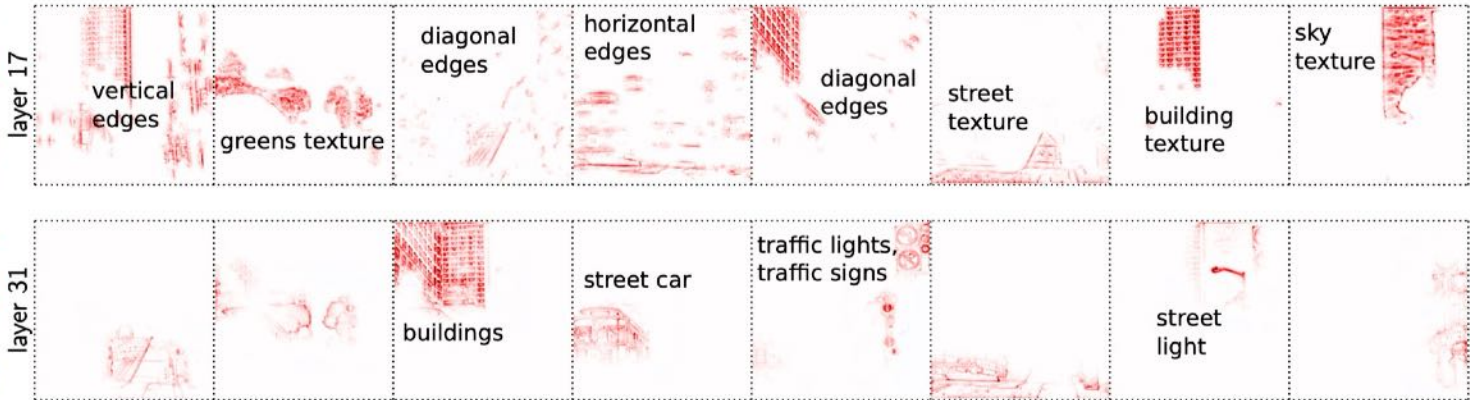 layer 17
vertical
edges
greens texture
diagonal
edges
horizontal
edges
diagonal
edges
street
texture
building
texture
sky
texture
layer 31
buildings
street car
traffic lights,
traffic signs
street
light